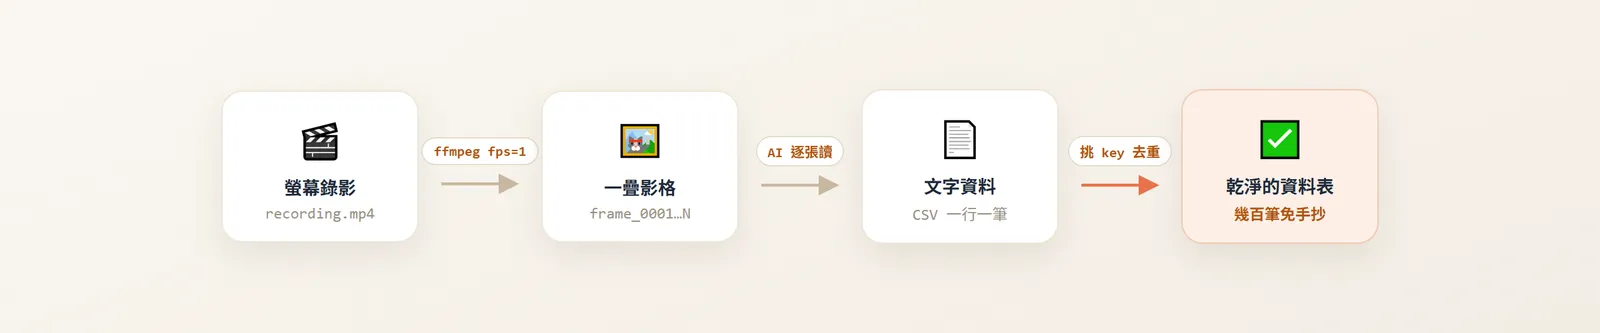 螢幕錄影
recording.mp4
ffmpeg fps=1
一疊影格
frame_0001…N
AI 逐張讀
文字資料
CSV 一行一筆
挑 key 去重
乾淨的資料表
幾百筆免手抄